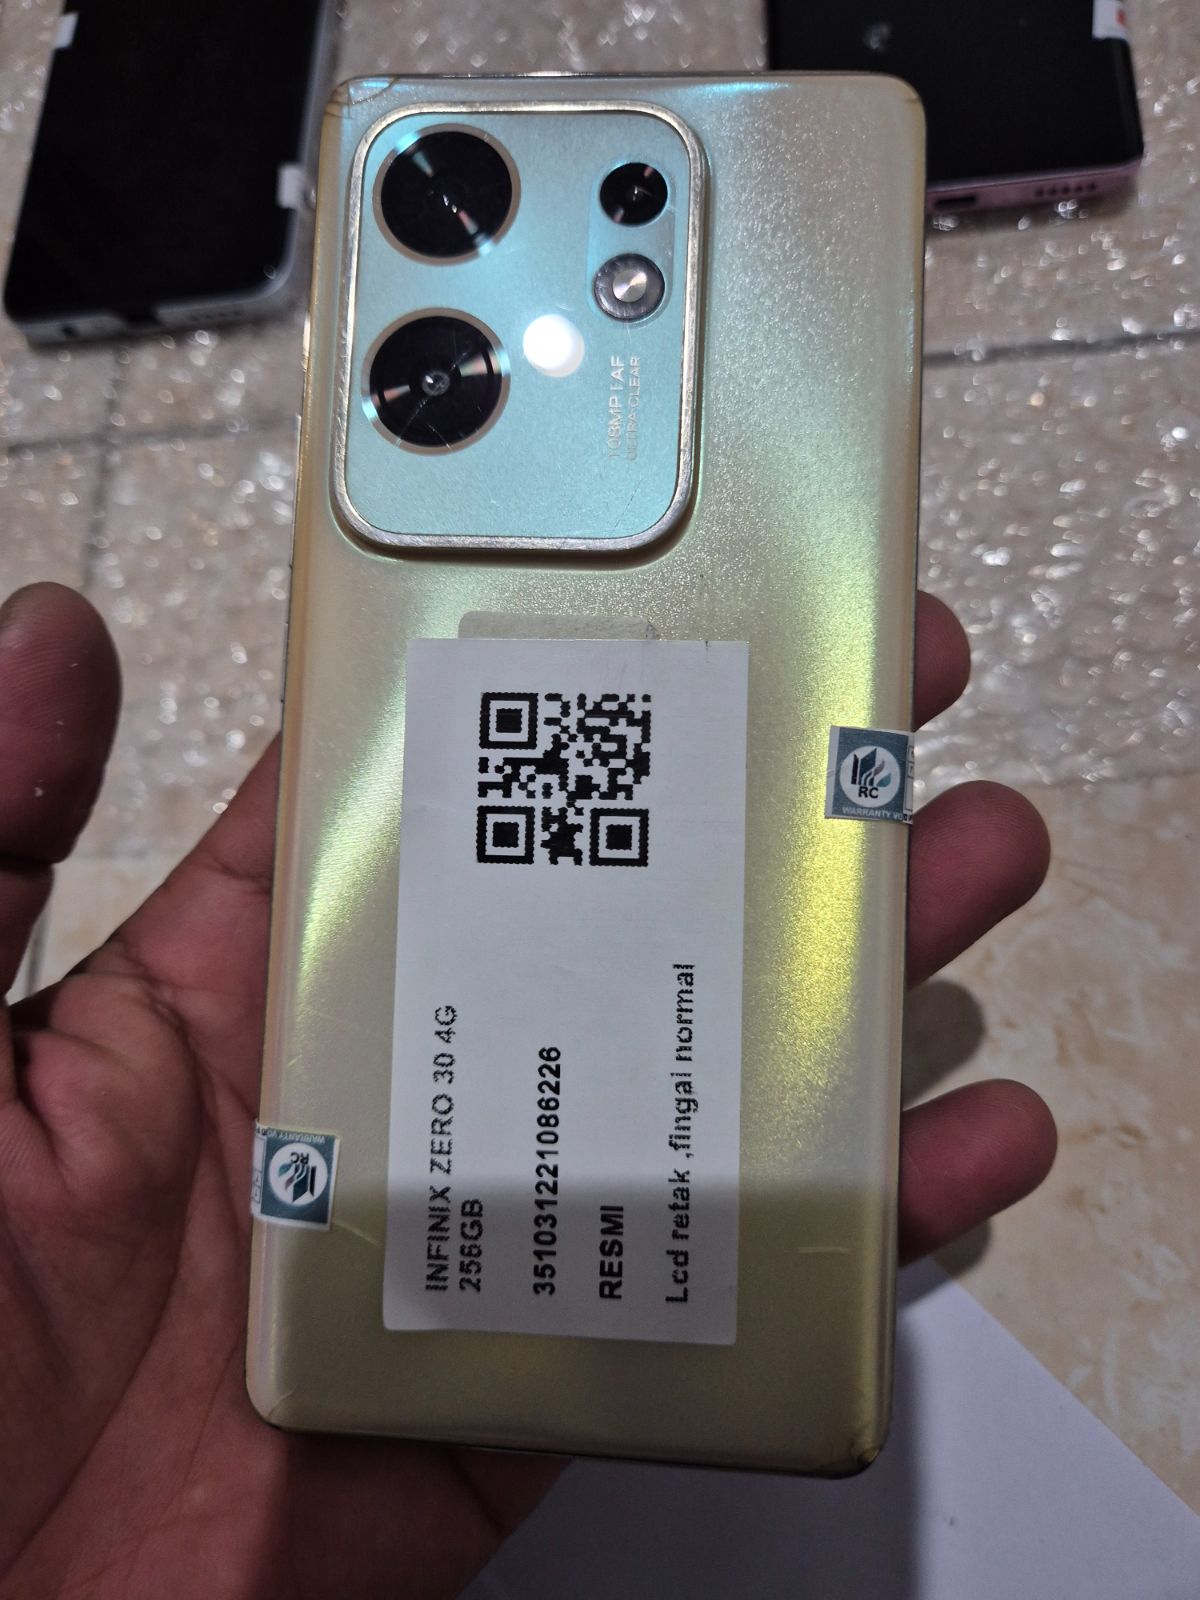 108MP | AF
ULTRA CLEAR
INFINIX ZERO 30 4G
256GB
351031221086226
RESMI
Lcd retak ,fingai normal
RC
WARRANTY VO
RC
WARRANTY VO